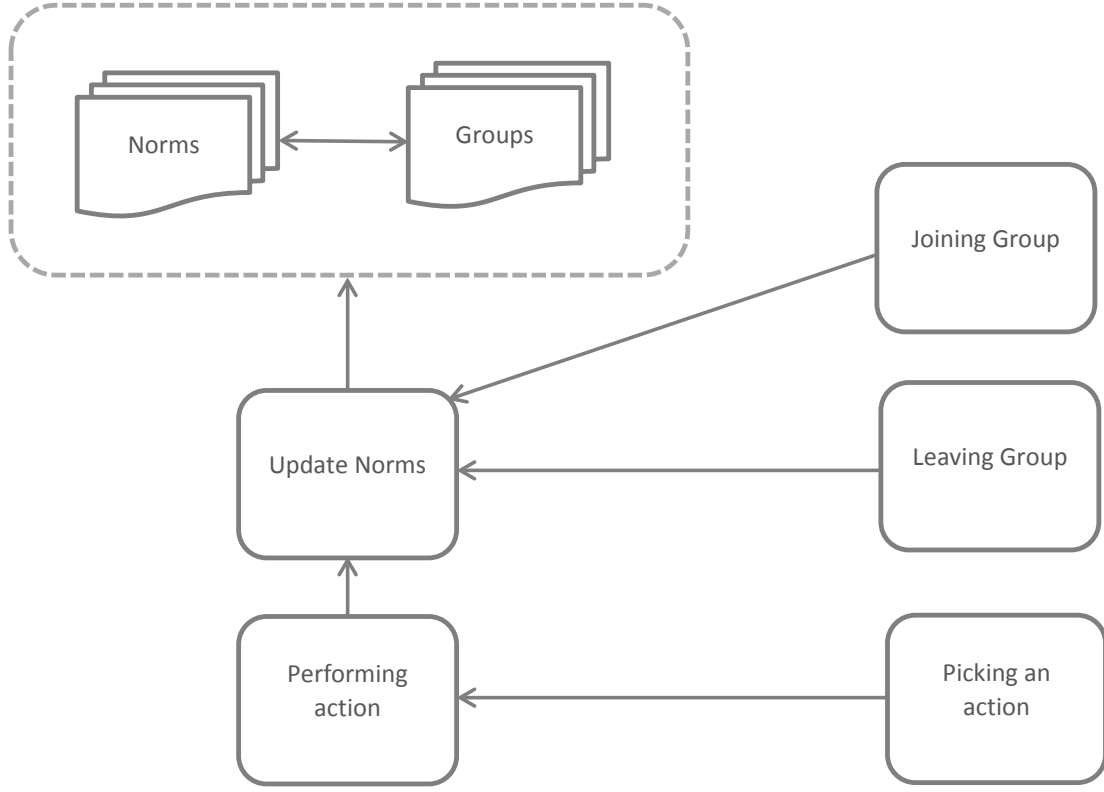 Norms
Groups
Joining Group
Update Norms
Leaving Group
Performing
action
Picking an
action